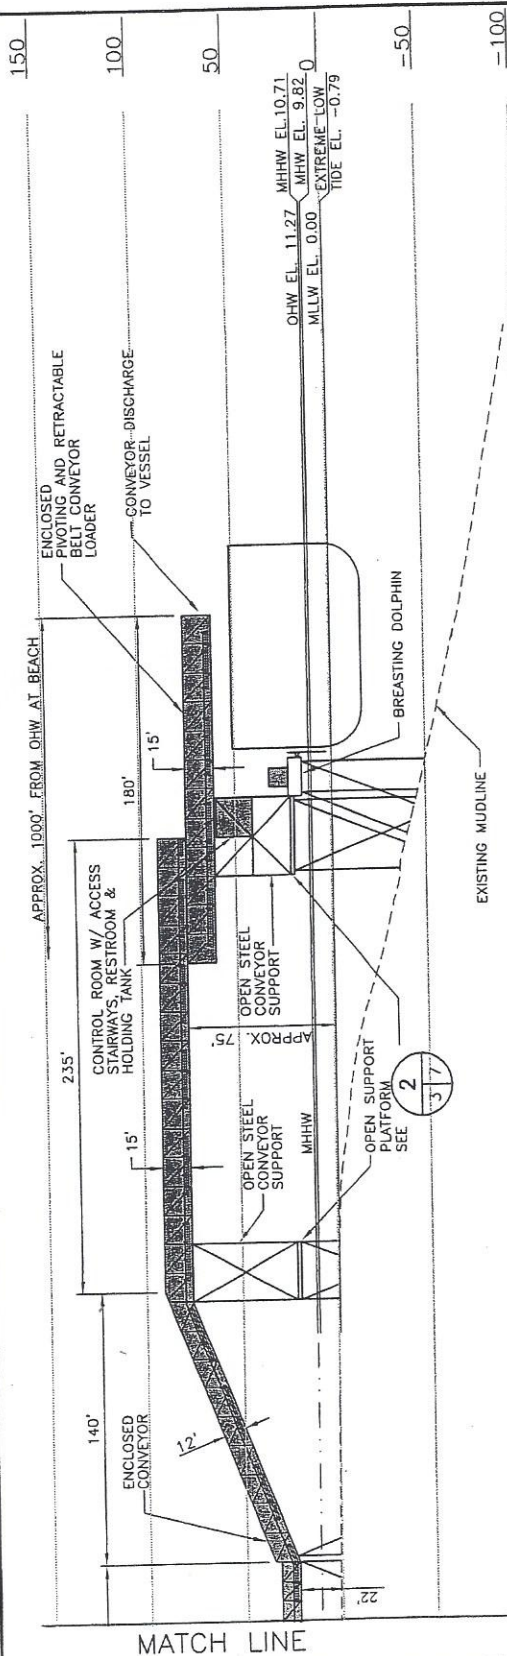 150
100
50
0
-50
-100
APPROX. 1000' FROM OHW AT BEACH
ENCLOSED
PIVOTING AND RETRACTABLE
BELT CONVEYOR
LOADER
CONVEYOR DISCHARGE
TO VESSEL
OHW EL. 11.27
MHHW EL.10.71
MHW EL. 9.82
MLLW EL. 0.00
EXTREME LOW
TIDE EL. -0.79
180'
15'
235'
CONTROL ROOM W/ ACCESS
STAIRWAYS, RESTROOM &
HOLDING TANK
OPEN STEEL
CONVEYOR
SUPPORT
BREASTING DOLPHIN
EXISTING MUDLINE
APPROX. 75'
15'
OPEN STEEL
CONVEYOR
SUPPORT
MHHW
OPEN SUPPORT
PLATFORM
SEE
2
3 7
140'
ENCLOSED
CONVEYOR
12'
22'
MATCH LINE